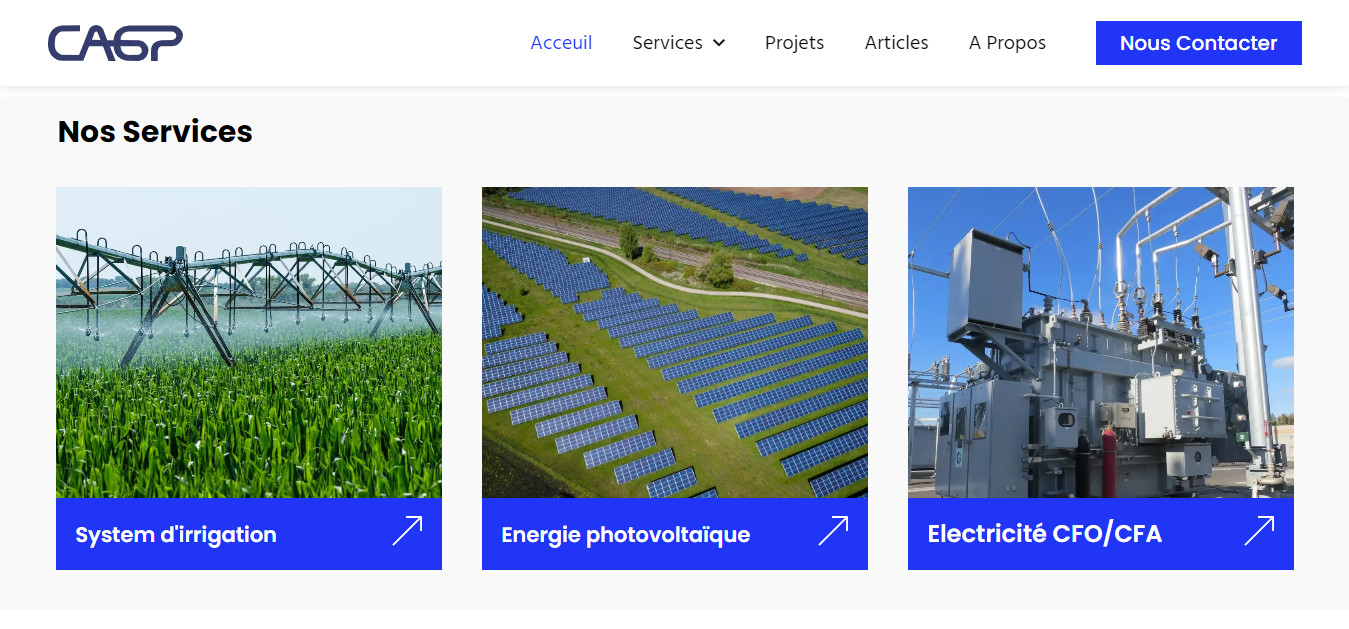 CAGP
Acceuil Services Projets Articles A Propos Nous Contacter
Nos Services
System d'irrigation
Energie photovoltaïque
Electricité CFO/CFA